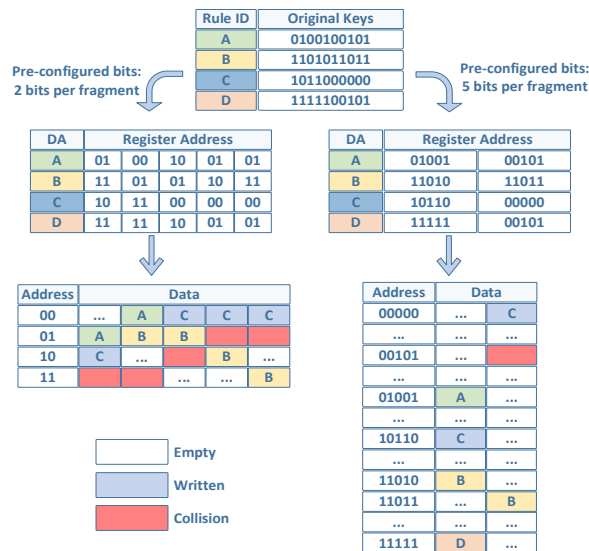 Rule ID Original Keys
A 0100100101
B 1101011011
C 1011000000
D 1111100101
Pre-configured bits:
2 bits per fragment
Pre-configured bits:
5 bits per fragment
DA Register Address
A 01 00 10 01 01
B 11 01 01 10 11
C 10 11 00 00 00
D 11 11 10 01 01
DA Register Address
A 01001 00101
B 11010 11011
C 10110 00000
D 11111 00101
Address Data
00 ... A C C C
01 A B B
10 C ... B ...
11 ... ... B
Address Data
00000 ... C
... ... ...
00101 ...
... ... ...
01001 A ...
... ... ...
10110 C ...
... ... ...
11010 B ...
11011 ... B
... ... ...
11111 D ...
Empty
Written
Collision